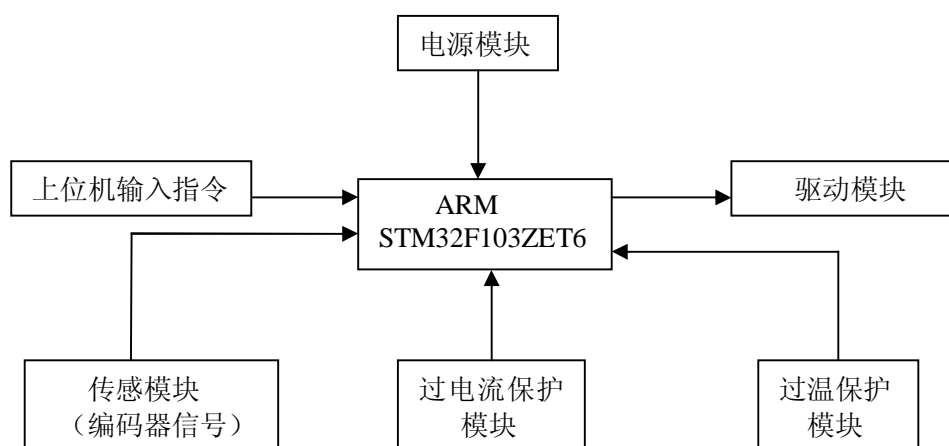 电源模块
上位机输入指令
ARM
STM32F103ZET6
驱动模块
传感模块
（编码器信号）
过电流保护
模块
过温保护
模块